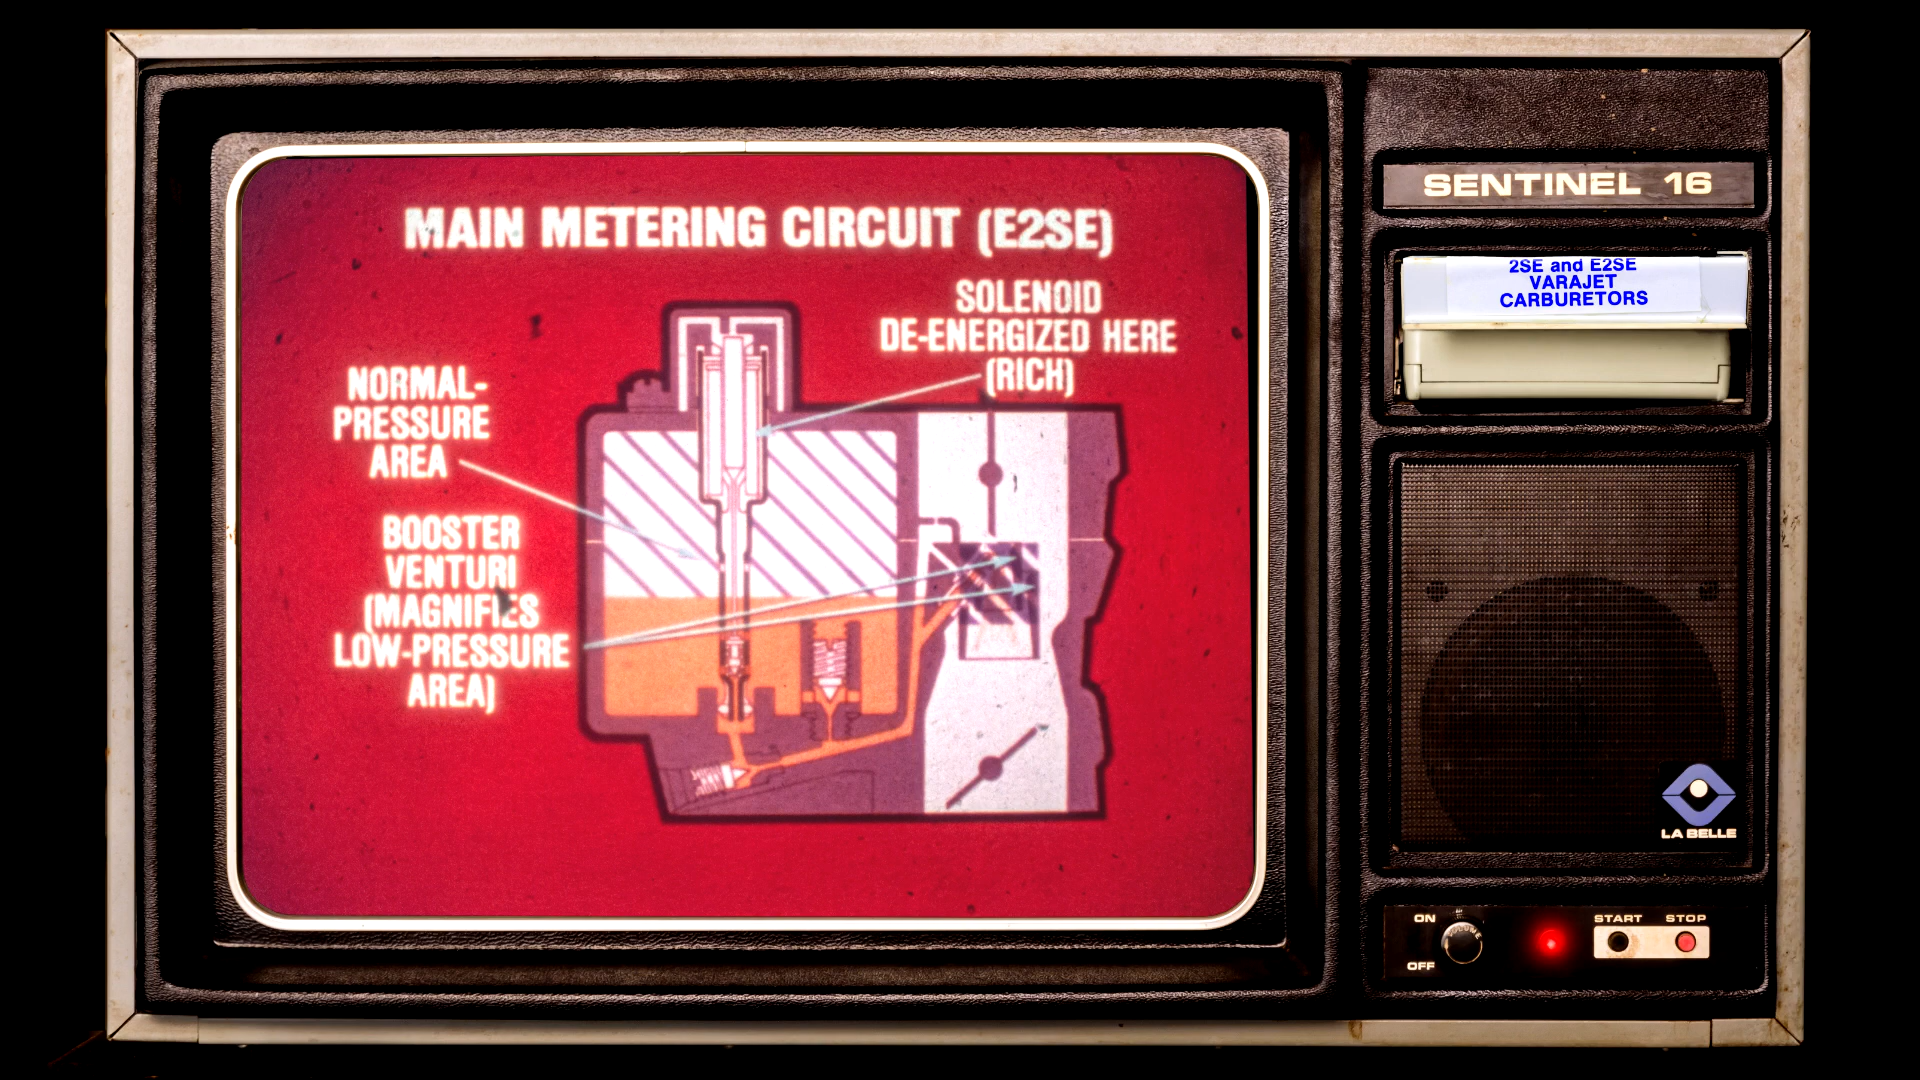 MAIN METERING CIRCUIT (E2SE)
SOLENOID
DE-ENERGIZED HERE
(RICH)
NORMAL-
PRESSURE
AREA
BOOSTER
VENTURI
(MAGNIFIES
LOW-PRESSURE
AREA)
SENTINEL 16
2SE and E2SE
VARAJET
CARBURETORS
LA BELLE
ON
OFF
VOLUME
START
STOP